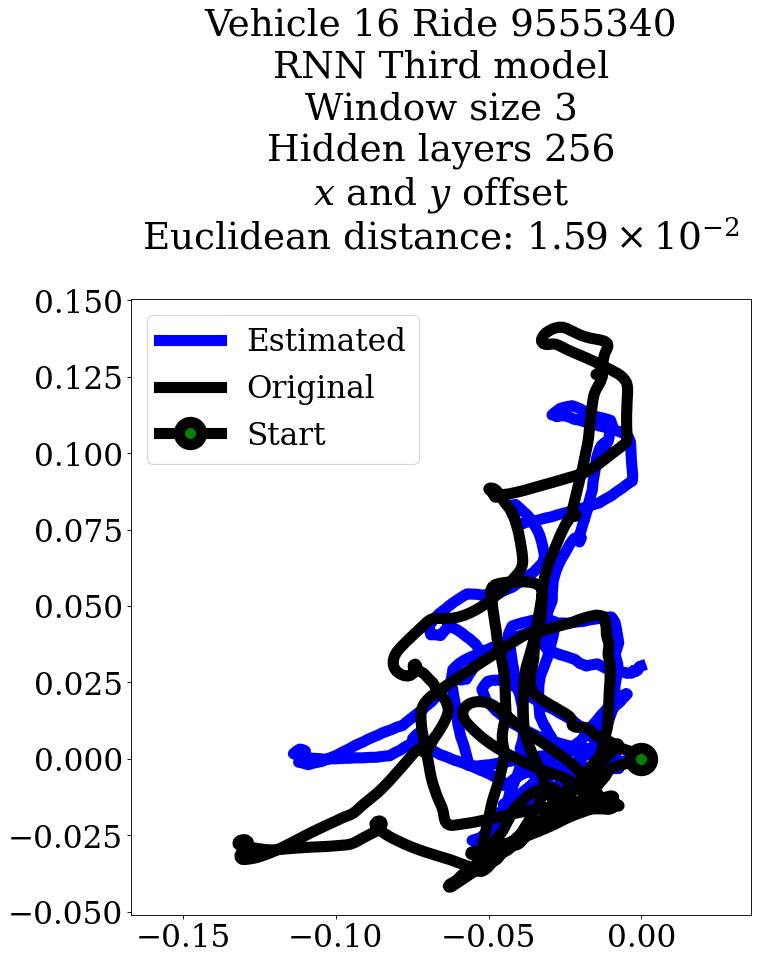 Vehicle 16 Ride 9555340
RNN Third model
Window size 3
Hidden layers 256
x and y offset
Euclidean distance: 1.59 × 10⁻²
Estimated
Original
Start
0.150
0.125
0.100
0.075
0.050
0.025
0.000
−0.025
−0.050
−0.15 −0.10 −0.05 0.00